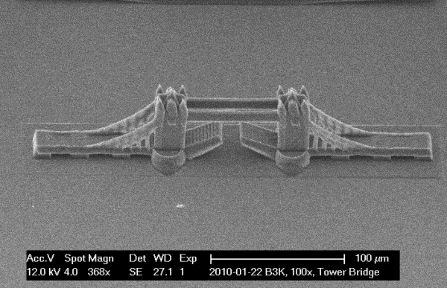 Acc.V Spot Magn Det WD Exp 100 µm
12.0 kV 4.0 368x SE 27.1 1 2010-01-22 B3K, 100x, Tower Bridge